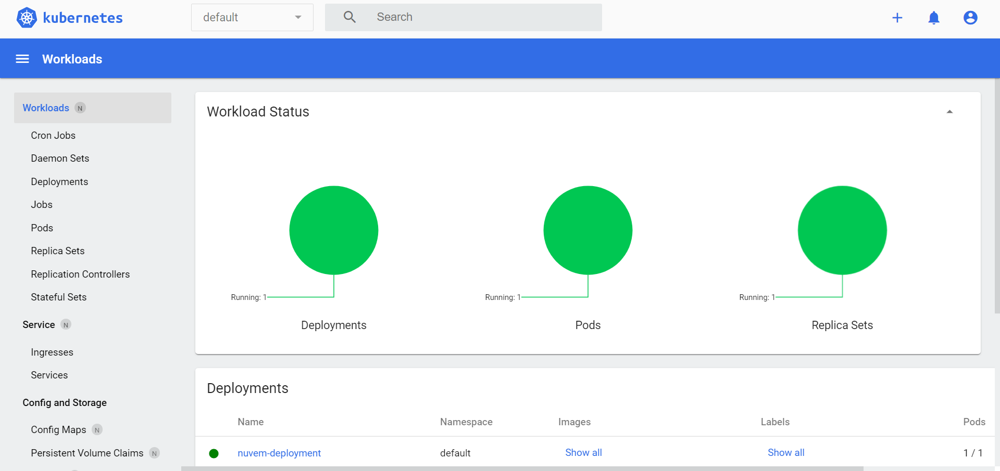 kubernetes
default
Search
Workloads
Workloads N
Cron Jobs
Daemon Sets
Deployments
Jobs
Pods
Replica Sets
Replication Controllers
Stateful Sets
Service N
Ingresses
Services
Config and Storage
Config Maps N
Persistent Volume Claims N
Workload Status
Running: 1
Deployments
Running: 1
Pods
Running: 1
Replica Sets
Deployments
Name Namespace Images Labels Pods
nuvem-deployment default Show all Show all 1 / 1